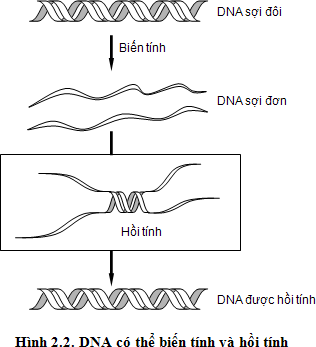 DNA sợi đôi
Biến tính
DNA sợi đơn
Hồi tính
DNA được hồi tính
Hình 2.2. DNA có thể biến tính và hồi tính